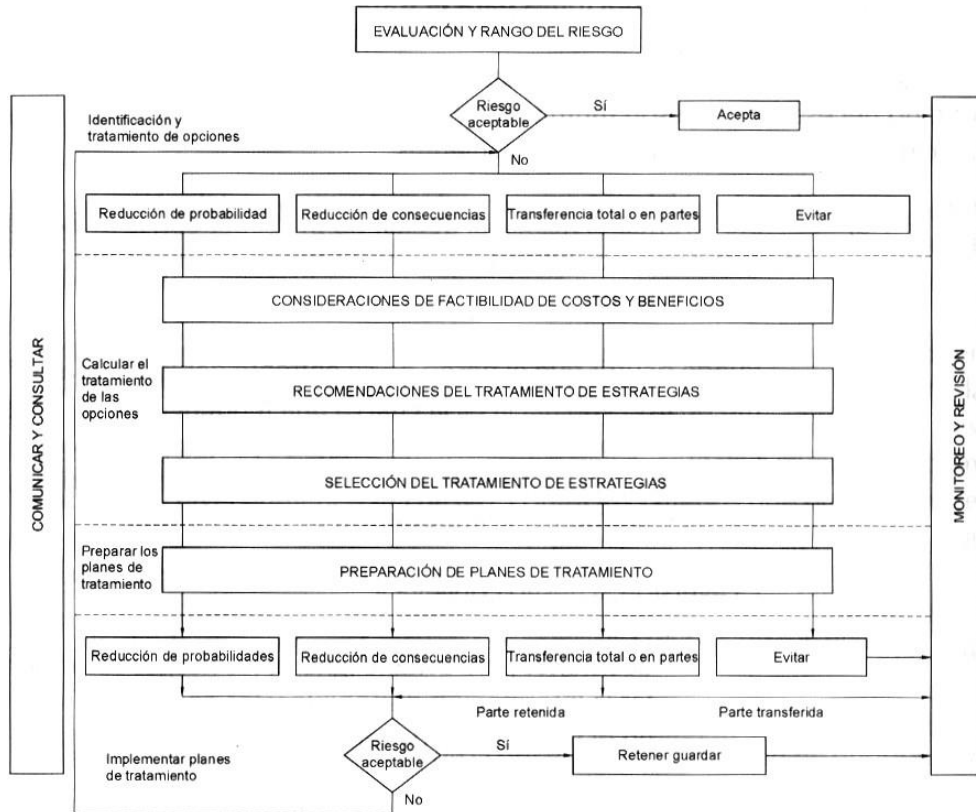 EVALUACIÓN Y RANGO DEL RIESGO
Riesgo
aceptable
Sí
Acepta
Identificación y
tratamiento de opciones
No
Reducción de probabilidad
Reducción de consecuencias
Transferencia total o en partes
Evitar
CONSIDERACIONES DE FACTIBILIDAD DE COSTOS Y BENEFICIOS
COMUNICAR Y CONSULTAR
Calcular el
tratamiento
de las
opciones
RECOMENDACIONES DEL TRATAMIENTO DE ESTRATEGIAS
MONITOREO Y REVISIÓN
SELECCIÓN DEL TRATAMIENTO DE ESTRATEGIAS
Preparar los
planes de
tratamiento
PREPARACIÓN DE PLANES DE TRATAMIENTO
Reducción de probabilidades
Reducción de consecuencias
Transferencia total o en partes
Evitar
Parte retenida
Parte transferida
Implementar planes
de tratamiento
Riesgo
aceptable
Sí
Retener guardar
No